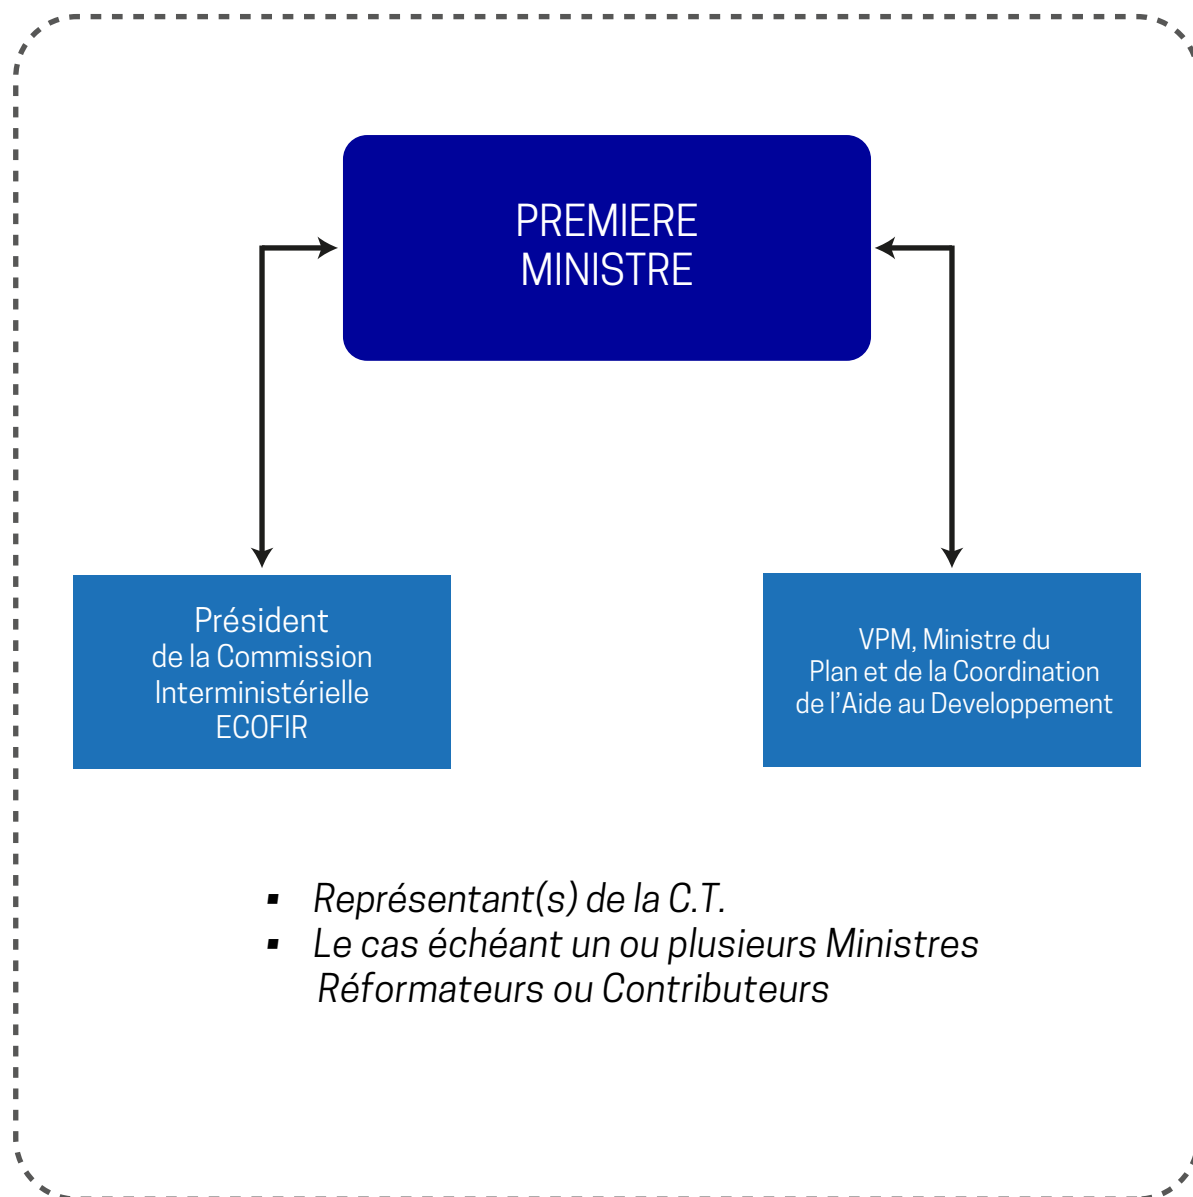 PREMIERE
MINISTRE
Président
de la Commission
Interministérielle
ECOFIR
VPM, Ministre du
Plan et de la Coordination
de l’Aide au Developpement
▪ Représentant(s) de la C.T.
▪ Le cas échéant un ou plusieurs Ministres
Réformateurs ou Contributeurs